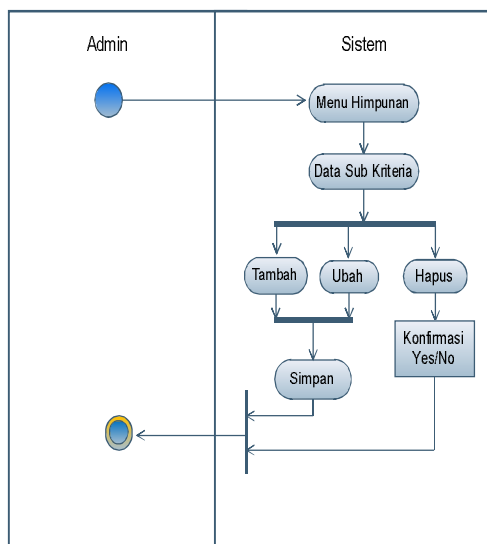 Admin
Sistem
Menu Himpunan
Data Sub Kriteria
Tambah
Ubah
Hapus
Konfirmasi
Yes/No
Simpan